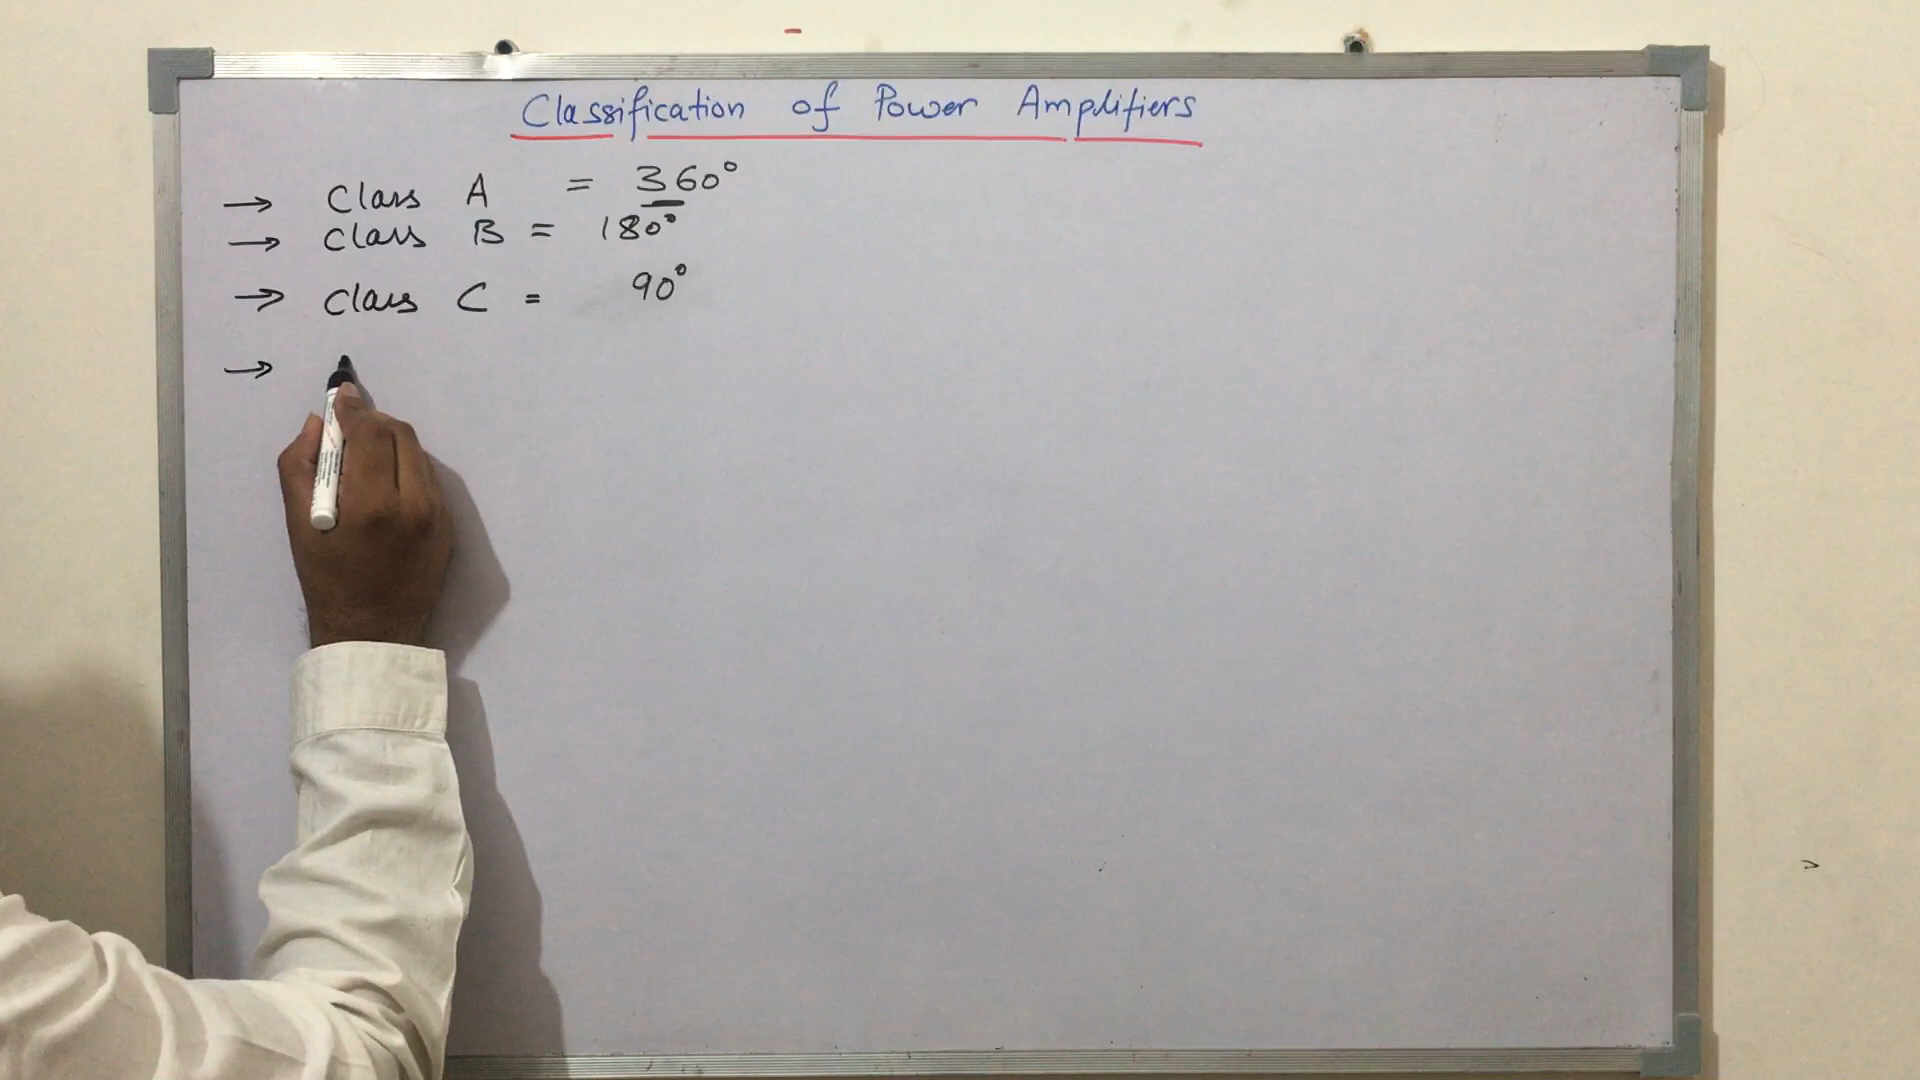 Classification of Power Amplifiers
→ Class A = 360°
→ Class B = 180°
→ Class C = 90°
→